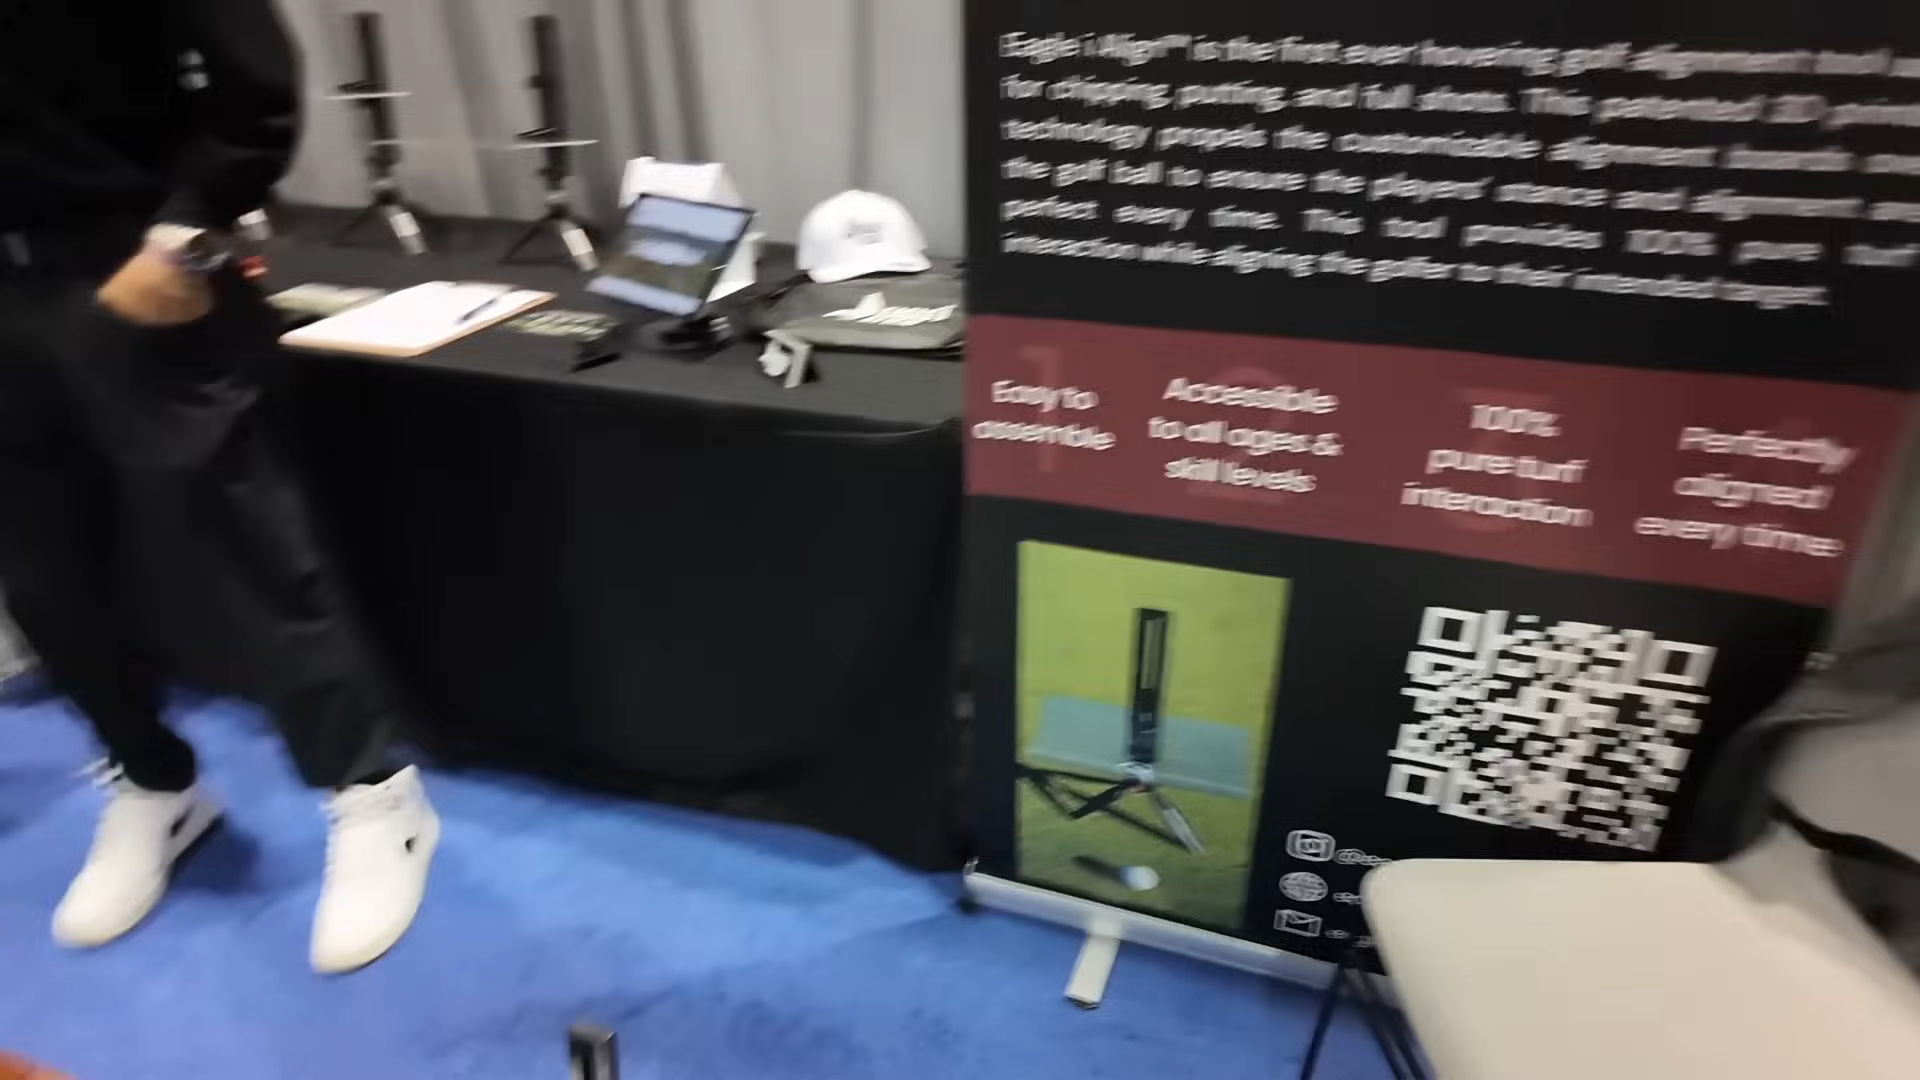 Eagle i Align™ is the first ever hovering golf alignment tool
for chipping, putting, and full shots. This patented 3D
technology propels the customizable alignment towards
the golf ball to ensure the players' stance and alignment are
perfect every time. This tool provides 100% pure turf
interaction while aligning the golfer to their intended target.
Easy to
assemble
Accessible
to all ages &
skill levels
100%
pure turf
interaction
Perfectly
aligned
every time